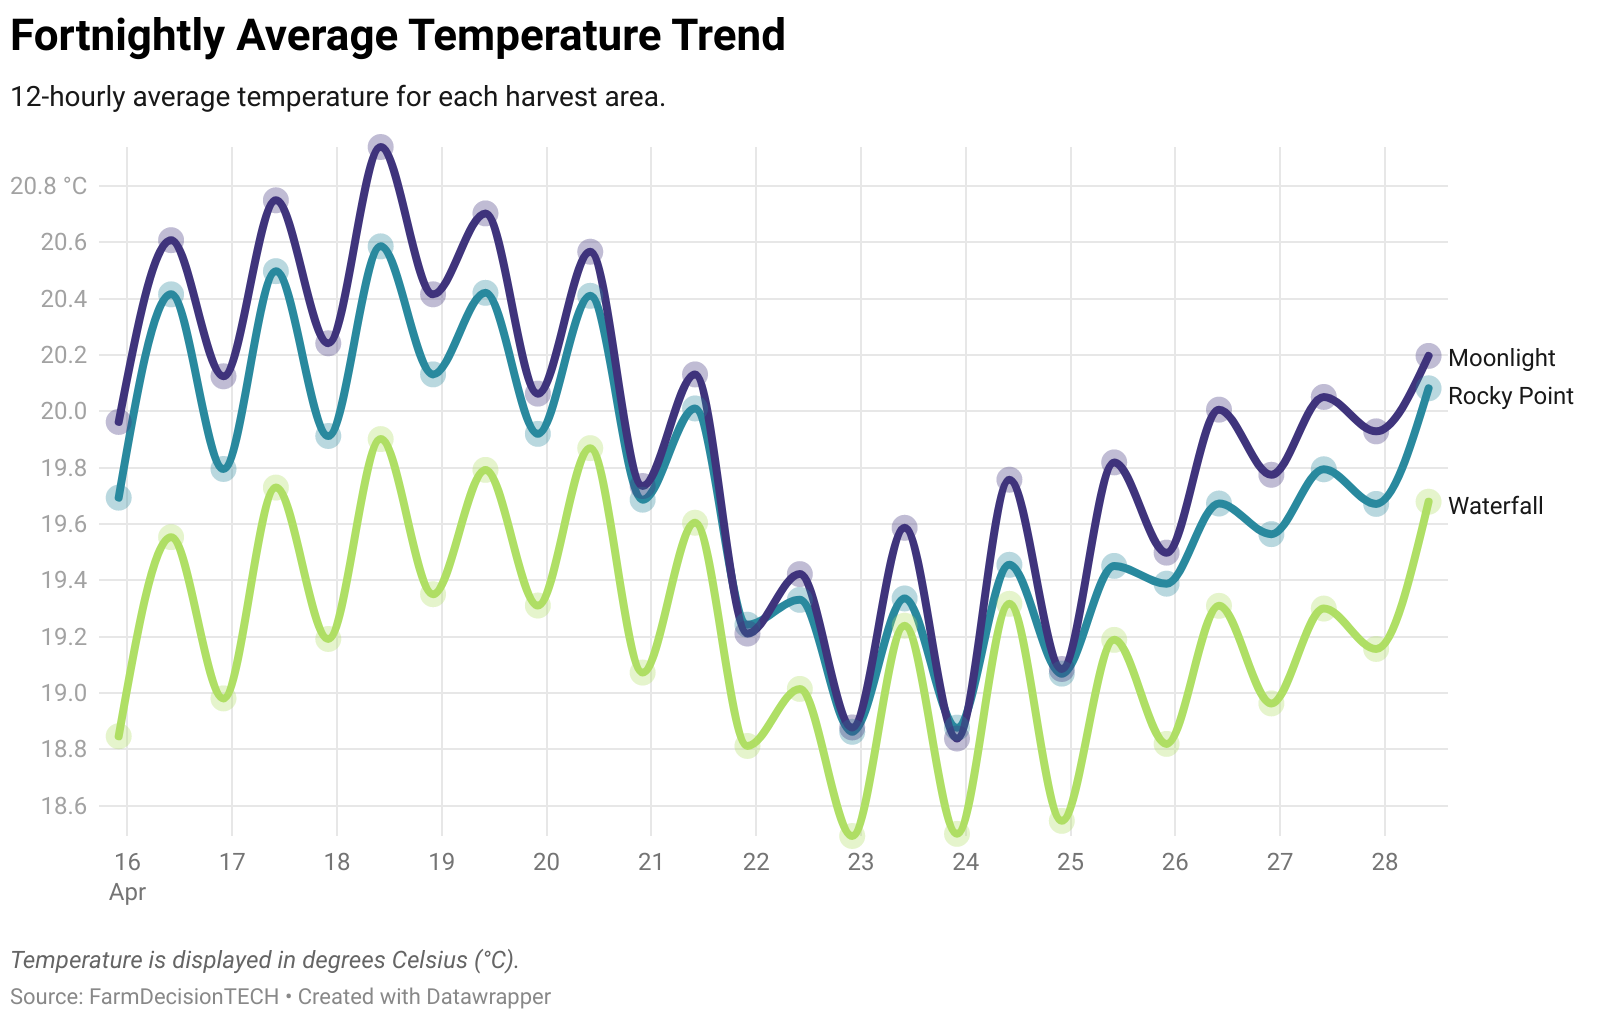 Fortnightly Average Temperature Trend
12-hourly average temperature for each harvest area.
20.8 °C
20.6
20.4
20.2
20.0
19.8
19.6
19.4
19.2
19.0
18.8
18.6
Moonlight
Rocky Point
Waterfall
16 17 18 19 20 21 22 23 24 25 26 27 28
Apr
Temperature is displayed in degrees Celsius (°C).
Source: FarmDecisionTECH • Created with Datawrapper